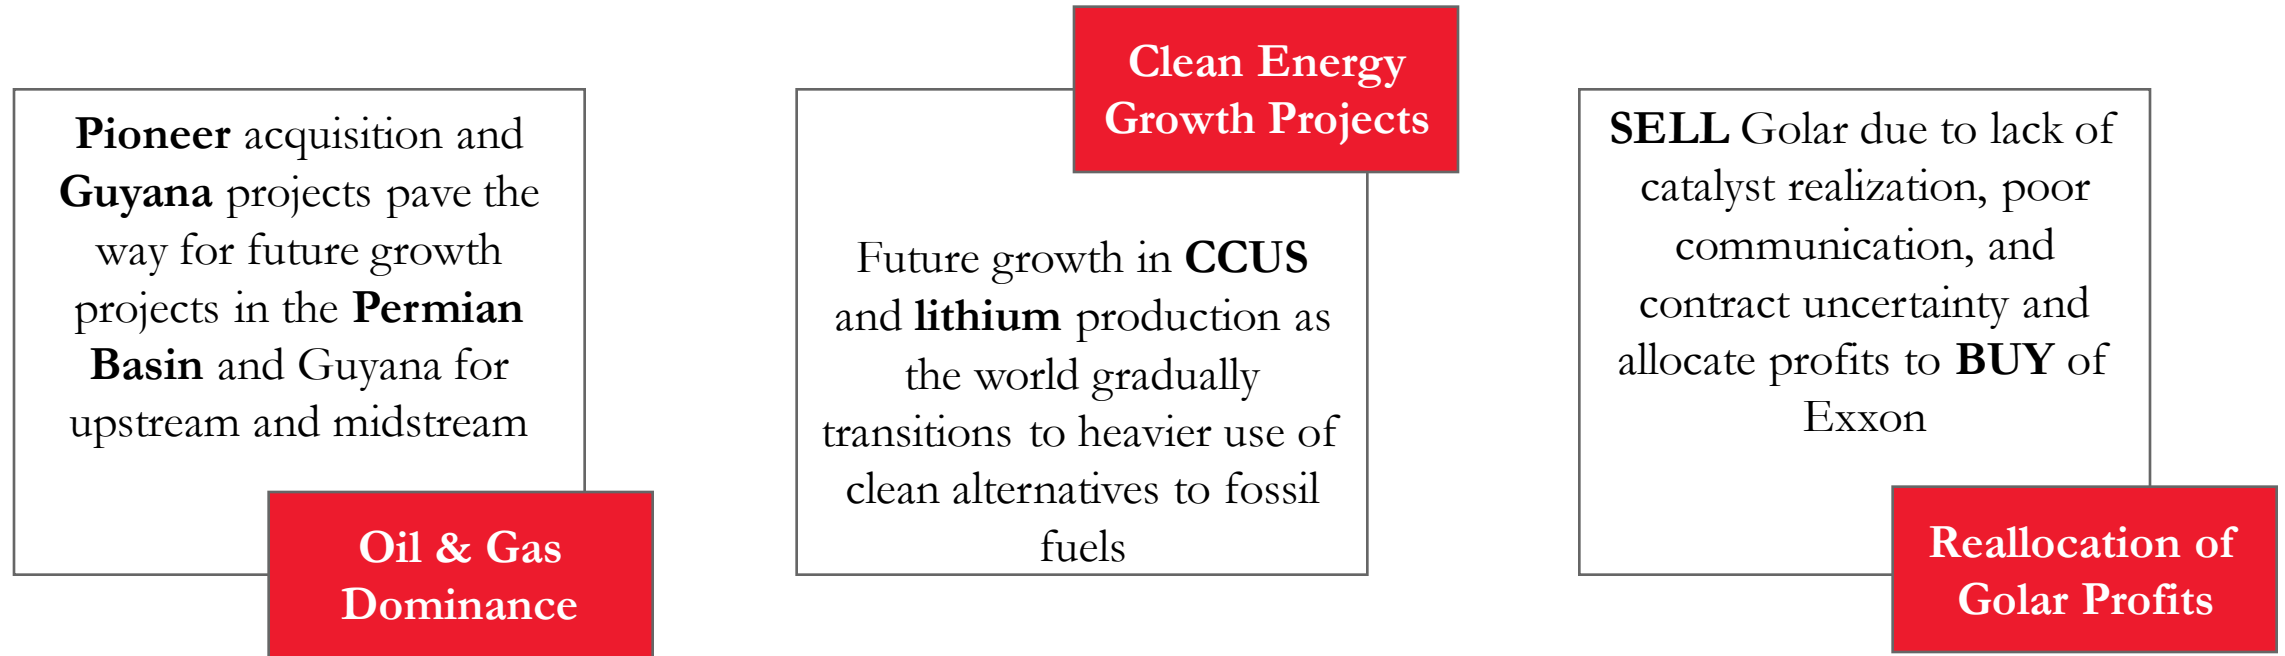 Pioneer acquisition and
Guyana projects pave the
way for future growth
projects in the Permian
Basin and Guyana for
upstream and midstream
Oil & Gas
Dominance
Clean Energy
Growth Projects
Future growth in CCUS
and lithium production as
the world gradually
transitions to heavier use of
clean alternatives to fossil
fuels
SELL Golar due to lack of
catalyst realization, poor
communication, and
contract uncertainty and
allocate profits to BUY of
Exxon
Reallocation of
Golar Profits